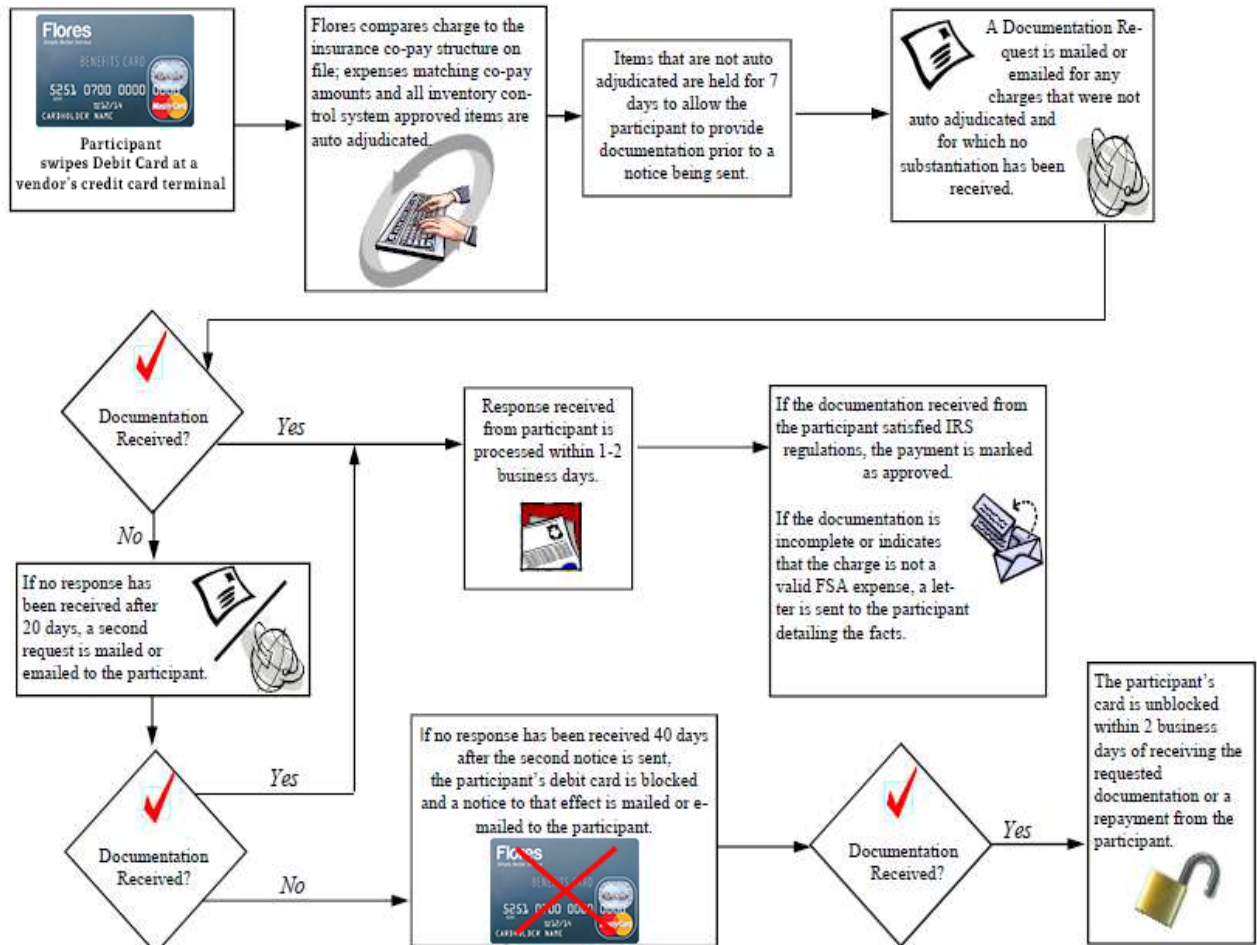 Flores
BENEFITS CARD
5251 0700 0000 0000
12/14
CARDHOLDER NAME
MasterCard
Participant
swipes Debit Card at a
vendor's credit card terminal
Flores compares charge to the
insurance co-pay structure on
file; expenses matching co-pay
amounts and all inventory con-
trol system approved items are
auto adjudicated.
Items that are not auto
adjudicated are held for 7
days to allow the
participant to provide
documentation prior to a
notice being sent.
A Documentation Re-
quest is mailed or
emailed for any
charges that were not
auto adjudicated and
for which no
substantiation has been
received.
Documentation
Received?
Yes
No
Response received
from participant is
processed within 1-2
business days.
If the documentation received from
the participant satisfied IRS
regulations, the payment is marked
as approved.
If the documentation is
incomplete or indicates
that the charge is not a
valid FSA expense, a let-
ter is sent to the participant
detailing the facts.
If no response has
been received after
20 days, a second
request is mailed or
emailed to the participant.
Documentation
Received?
Yes
No
If no response has been received 40 days
after the second notice is sent,
the participant's debit card is blocked
and a notice to that effect is mailed or e-
mailed to the participant.
Flores
BENEFITS CARD
5251 0700 0000 0000
12/14
CARDHOLDER NAME
MasterCard
Documentation
Received?
Yes
The participant's
card is unblocked
within 2 business
days of receiving the
requested
documentation or a
repayment from the
participant.